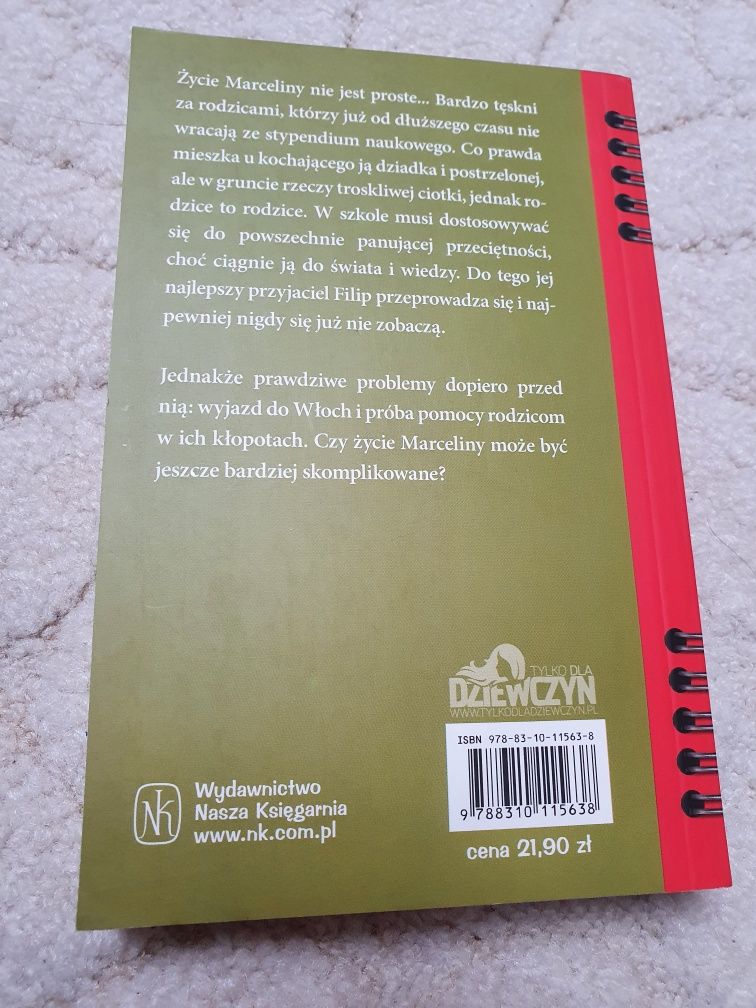 Życie Marceliny nie jest proste... Bardzo tęskni
za rodzicami, którzy już od dłuższego czasu nie
wracają ze stypendium naukowego. Co prawda
mieszka u kochającego ją dziadka i postrzelonej,
ale w gruncie rzeczy troskliwej ciotki, jednak ro-
dzice to rodzice. W szkole musi dostosowywać
się do powszechnie panującej przeciętności,
choć ciągnie ją do świata i wiedzy. Do tego jej
najlepszy przyjaciel Filip przeprowadza się i naj-
pewniej nigdy się już nie zobaczą.
Jednakże prawdziwe problemy dopiero przed
nią: wyjazd do Włoch i próba pomocy rodzicom
w ich kłopotach. Czy życie Marceliny może być
jeszcze bardziej skomplikowane?
TYLKO DLA
DZIEWCZYN
WWW.TYLKODLADZIEWCZYN.PL
ISBN 978-83-10-11563-8
9 788310 115638
cena 21,90 zł
NK
Wydawnictwo
Nasza Księgarnia
www.nk.com.pl